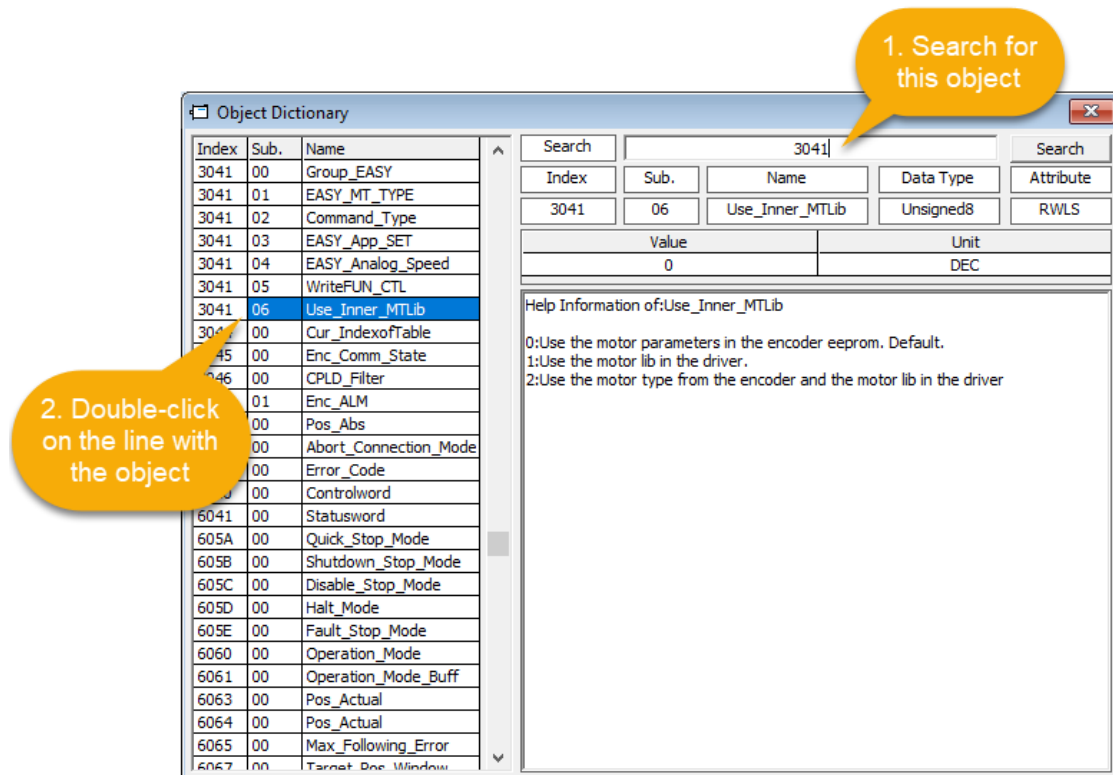 1. Search for
this object
Object Dictionary
Index Sub. Name
3041 00 Group_EASY
3041 01 EASY_MT_TYPE
3041 02 Command_Type
3041 03 EASY_App_SET
3041 04 EASY_Analog_Speed
3041 05 WriteFUN_CTL
3041 06 Use_Inner_MTLib
00 Cur_IndexofTable
00 Enc_Comm_State
00 CPLD_Filter
01 Enc_ALM
00 Pos_Abs
00 Abort_Connection_Mode
00 Error_Code
00 Controlword
6041 00 Statusword
605A 00 Quick_Stop_Mode
605B 00 Shutdown_Stop_Mode
605C 00 Disable_Stop_Mode
605D 00 Halt_Mode
605E 00 Fault_Stop_Mode
6060 00 Operation_Mode
6061 00 Operation_Mode_Buff
6063 00 Pos_Actual
6064 00 Pos_Actual
6065 00 Max_Following_Error
6067 00 Target_Pos_Window
2. Double-click
on the line with
the object
Search 3041 Search
Index Sub. Name Data Type Attribute
3041 06 Use_Inner_MTLib Unsigned8 RWLS
Value Unit
0 DEC
Help Information of:Use_Inner_MTLib
0:Use the motor parameters in the encoder eeprom. Default.
1:Use the motor lib in the driver.
2:Use the motor type from the encoder and the motor lib in the driver